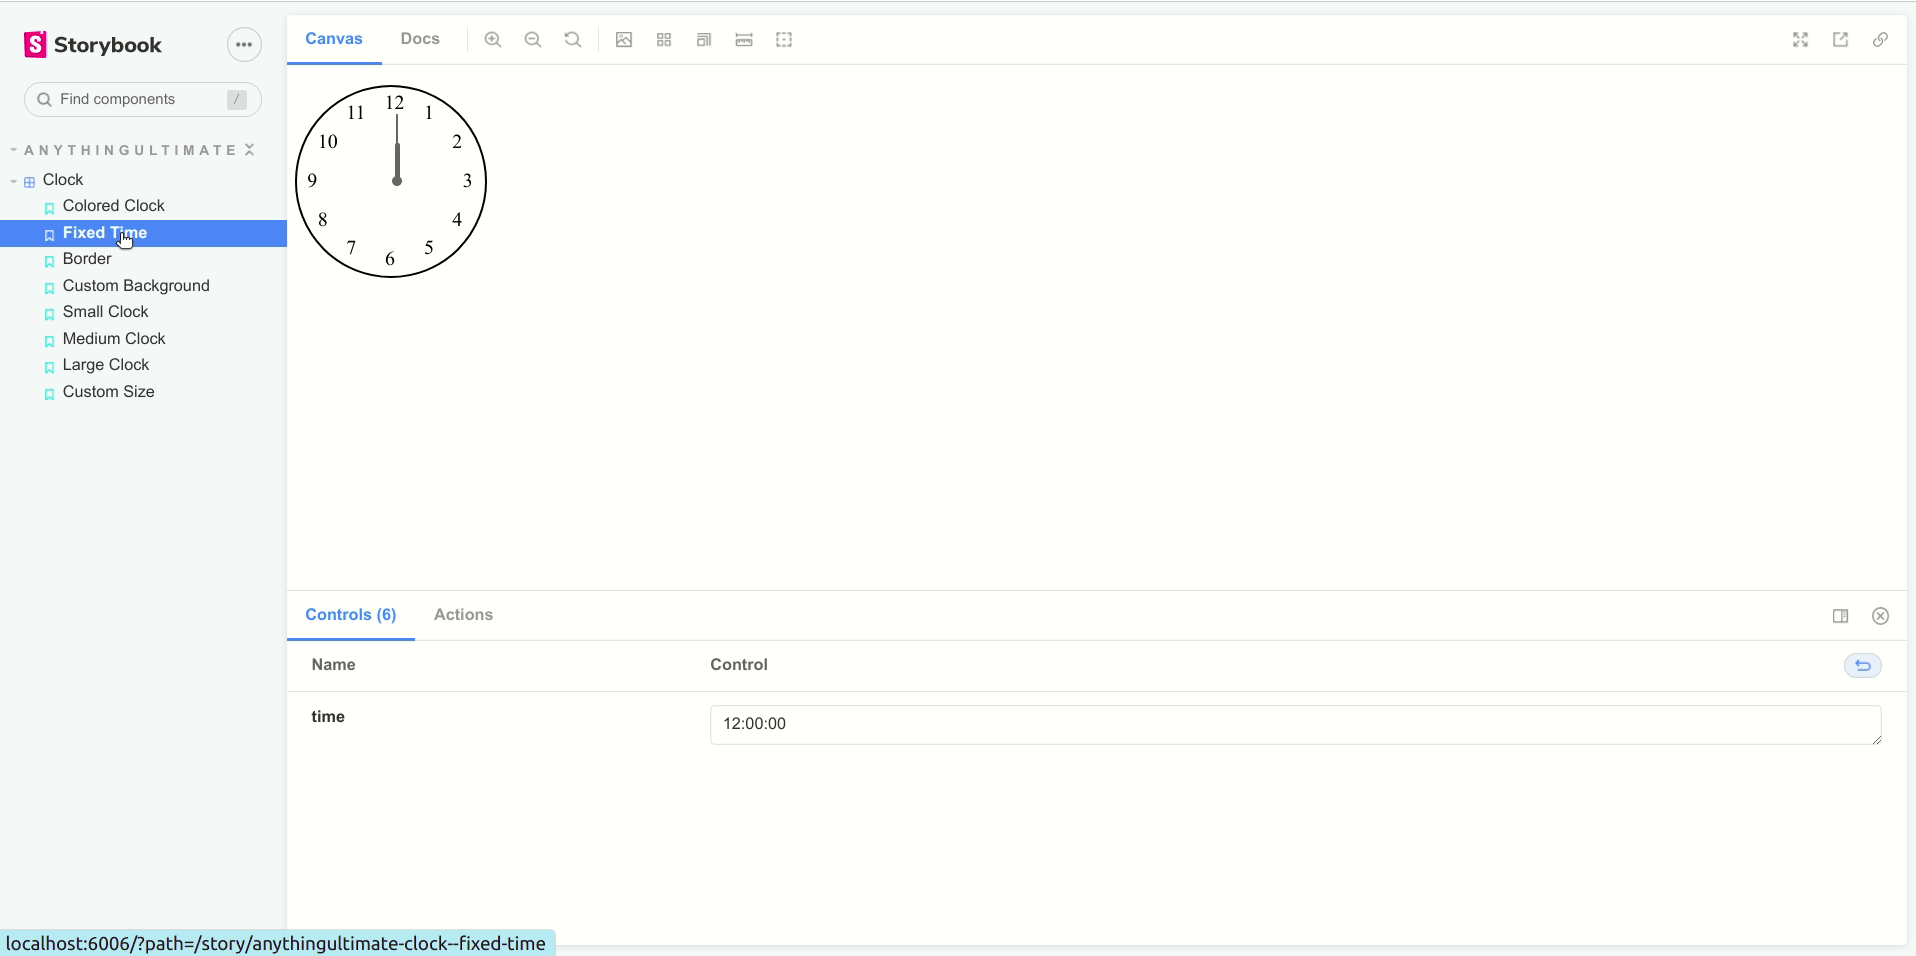 Storybook
Find components /
ANYTHINGULTIMATE
Clock
Colored Clock
Fixed Time
Border
Custom Background
Small Clock
Medium Clock
Large Clock
Custom Size
Canvas Docs
12
11 1
10 2
9 3
8 4
7 5
6
Controls (6) Actions
Name Control
time 12:00:00
localhost:6006/?path=/story/anythingultimate-clock--fixed-time